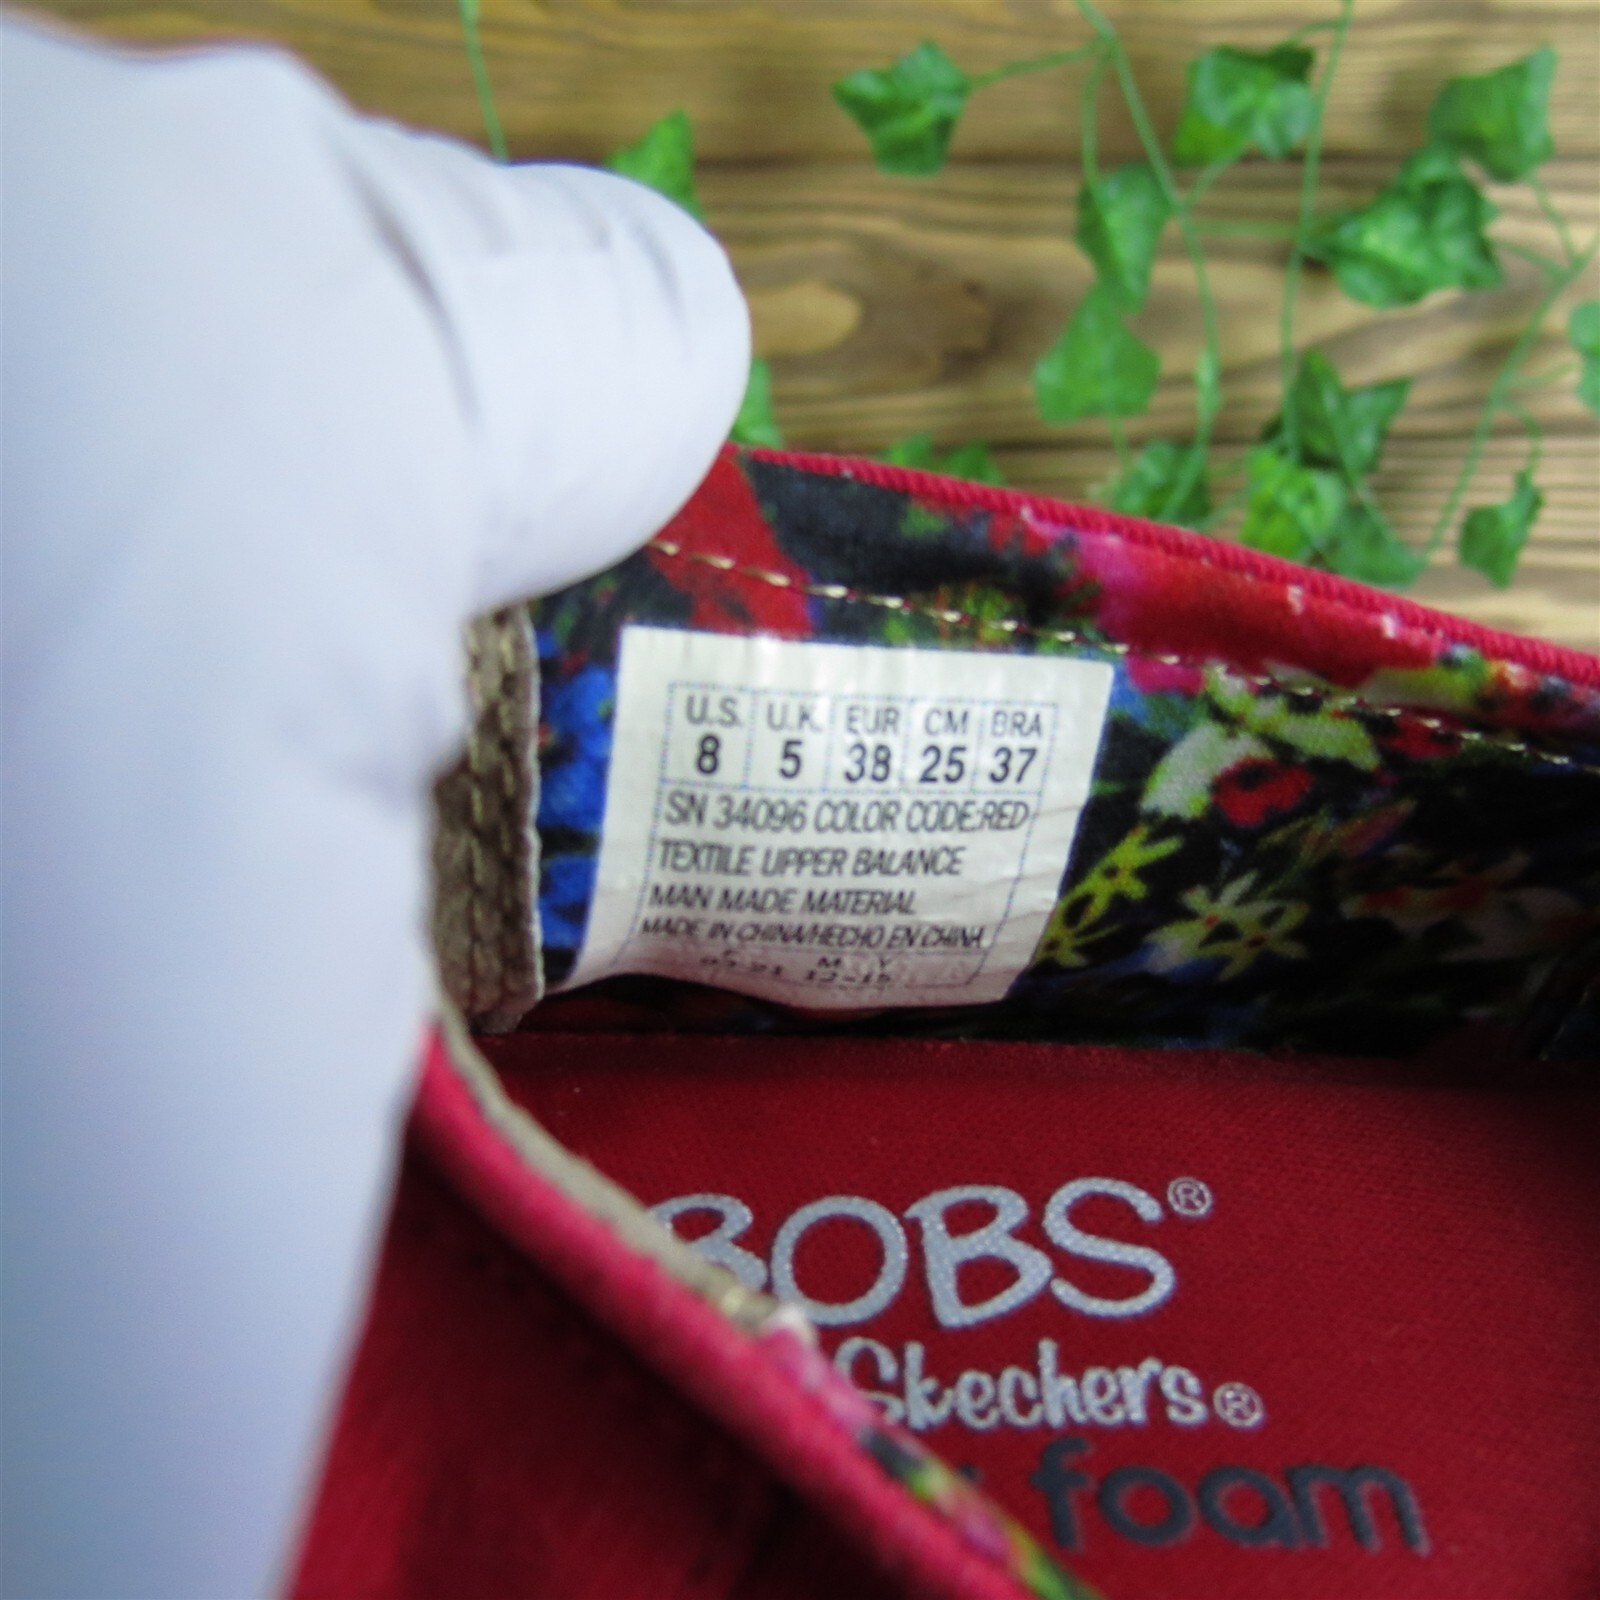 U.S. U.K. EUR CM BRA
8 5 38 25 37
SN 34096 COLOR CODE:RED
TEXTILE UPPER BALANCE
MAN MADE MATERIAL
MADE IN CHINA/HECHO EN CHINA
BOBS®
Skechers®
foam